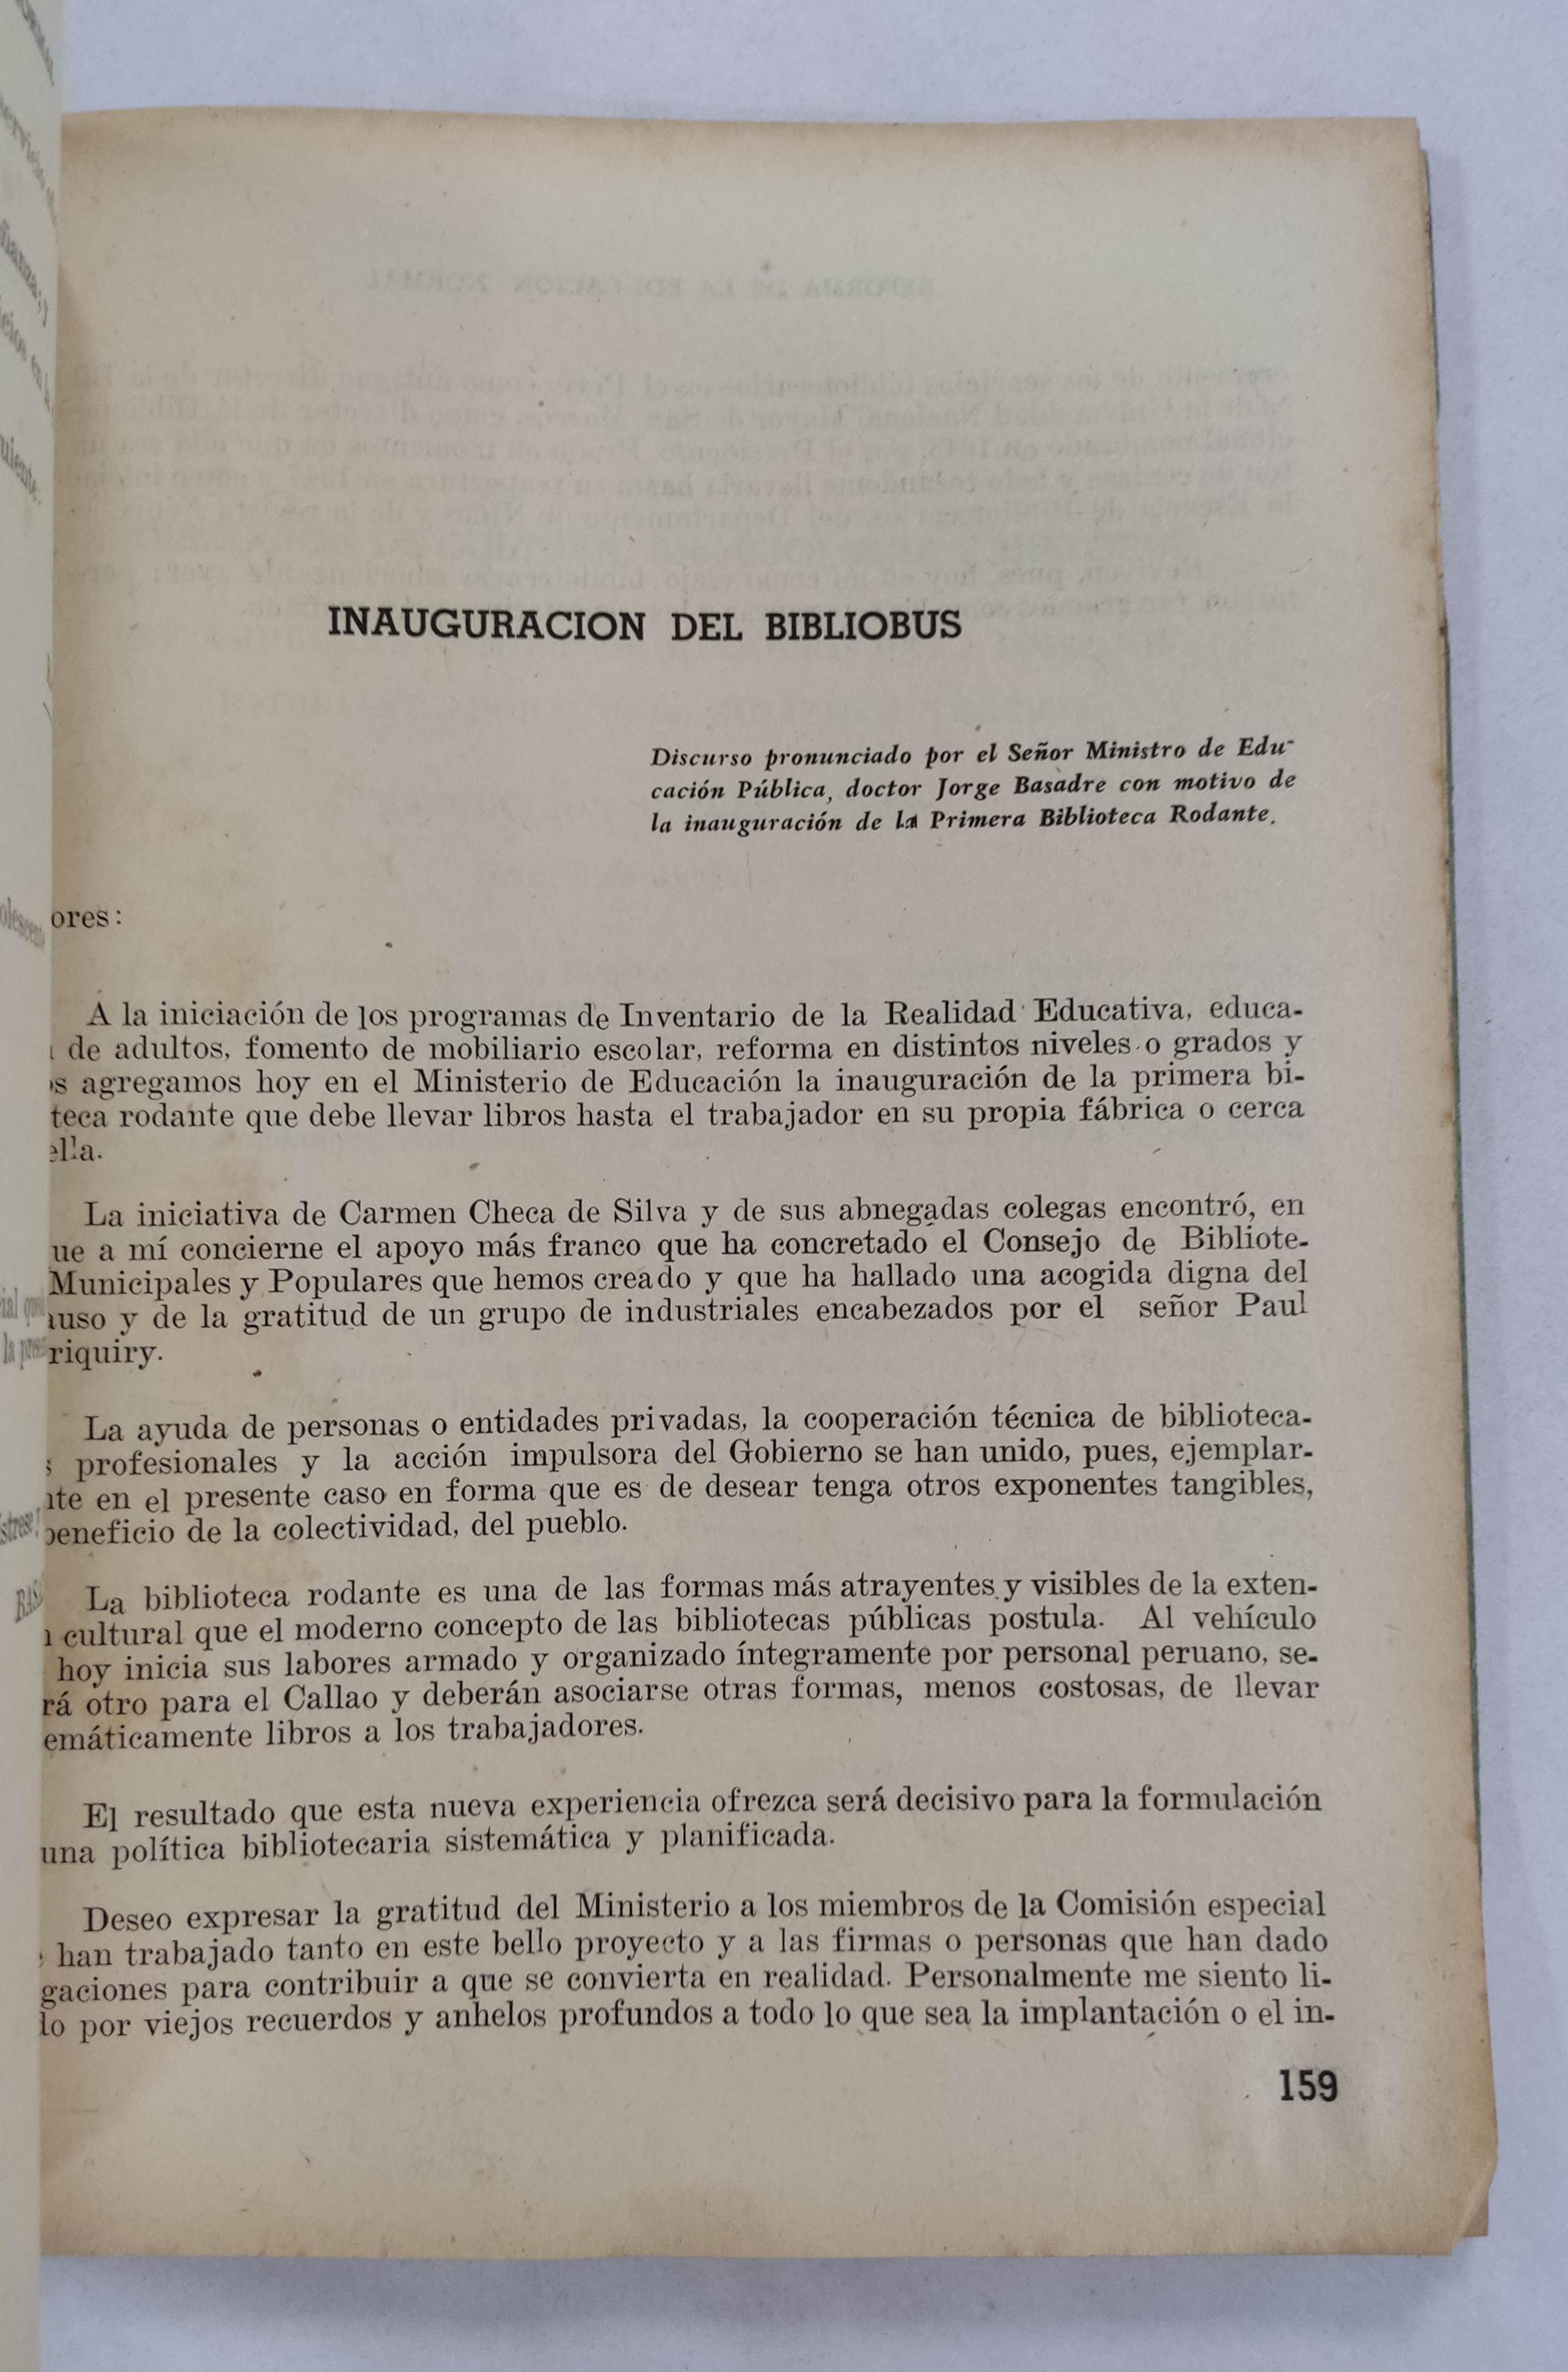 INAUGURACION DEL BIBLIOBUS
Discurso pronunciado por el Señor Ministro de Edu-
cación Pública, doctor Jorge Basadre con motivo de
la inauguración de la Primera Biblioteca Rodante.
ores:
A la iniciación de los programas de Inventario de la Realidad Educativa, educa-
de adultos, fomento de mobiliario escolar, reforma en distintos niveles o grados y
s agregamos hoy en el Ministerio de Educación la inauguración de la primera bi-
teca rodante que debe llevar libros hasta el trabajador en su propia fábrica o cerca
ella.
La iniciativa de Carmen Checa de Silva y de sus abnegadas colegas encontró, en
ue a mí concierne el apoyo más franco que ha concretado el Consejo de Bibliote-
Municipales y Populares que hemos creado y que ha hallado una acogida digna del
uso y de la gratitud de un grupo de industriales encabezados por el señor Paul
riquiry.
La ayuda de personas o entidades privadas, la cooperación técnica de biblioteca-
s profesionales y la acción impulsora del Gobierno se han unido, pues, ejemplar-
te en el presente caso en forma que es de desear tenga otros exponentes tangibles,
beneficio de la colectividad, del pueblo.
La biblioteca rodante es una de las formas más atrayentes y visibles de la exten-
cultural que el moderno concepto de las bibliotecas públicas postula. Al vehículo
hoy inicia sus labores armado y organizado íntegramente por personal peruano, se-
rá otro para el Callao y deberán asociarse otras formas, menos costosas, de llevar
emáticamente libros a los trabajadores.
El resultado que esta nueva experiencia ofrezca será decisivo para la formulación
una política bibliotecaria sistemática y planificada.
Deseo expresar la gratitud del Ministerio a los miembros de la Comisión especial
han trabajado tanto en este bello proyecto y a las firmas o personas que han dado
gaciones para contribuir a que se convierta en realidad. Personalmente me siento li-
lo por viejos recuerdos y anhelos profundos a todo lo que sea la implantación o el in-
159